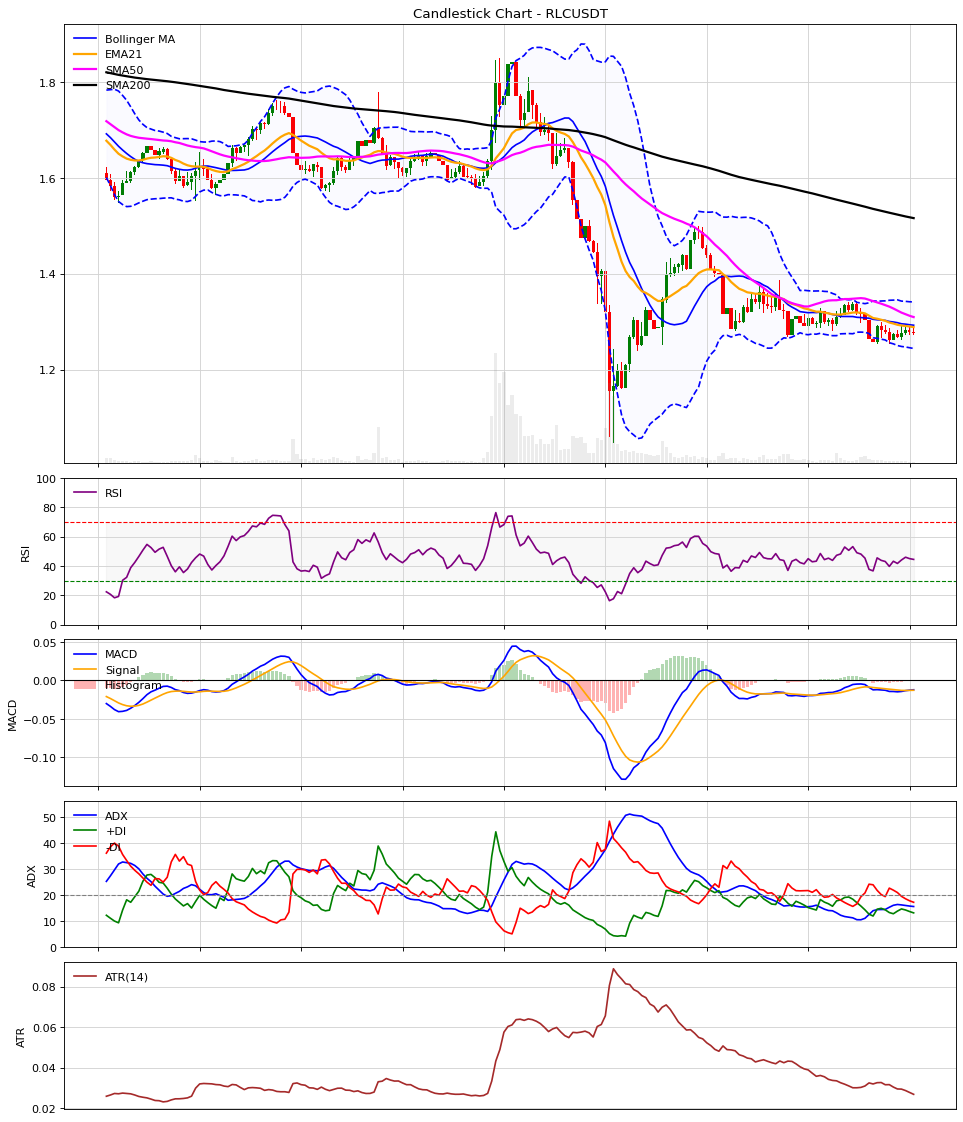 Candlestick Chart - RLCUSDT
Bollinger MA
EMA21
SMA50
SMA200
1.8
1.6
1.4
1.2
RSI
RSI
100
80
60
40
20
0
MACD
Signal
Histogram
MACD
0.05
0.00
−0.05
−0.10
ADX
+DI
-DI
ADX
50
40
30
20
10
0
ATR(14)
ATR
0.08
0.06
0.04
0.02